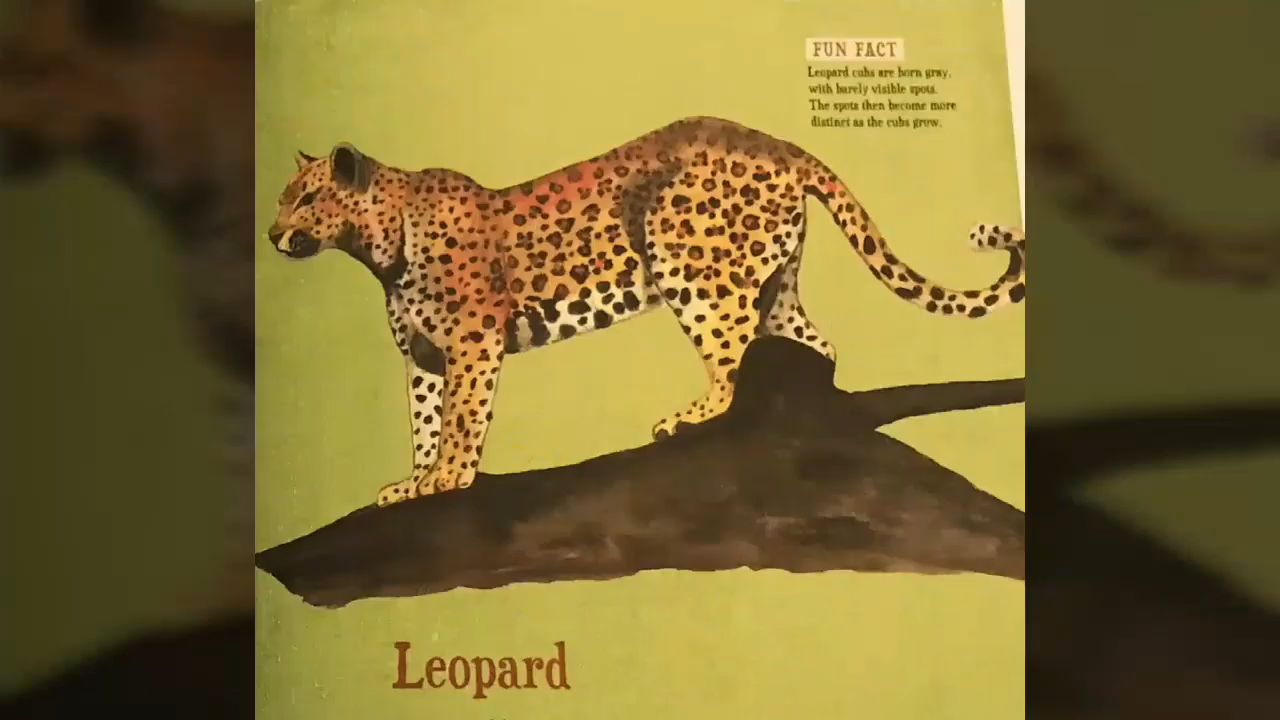 FUN FACT
Leopard cubs are born gray,
with barely visible spots.
The spots then become more
distinct as the cubs grow.
Leopard